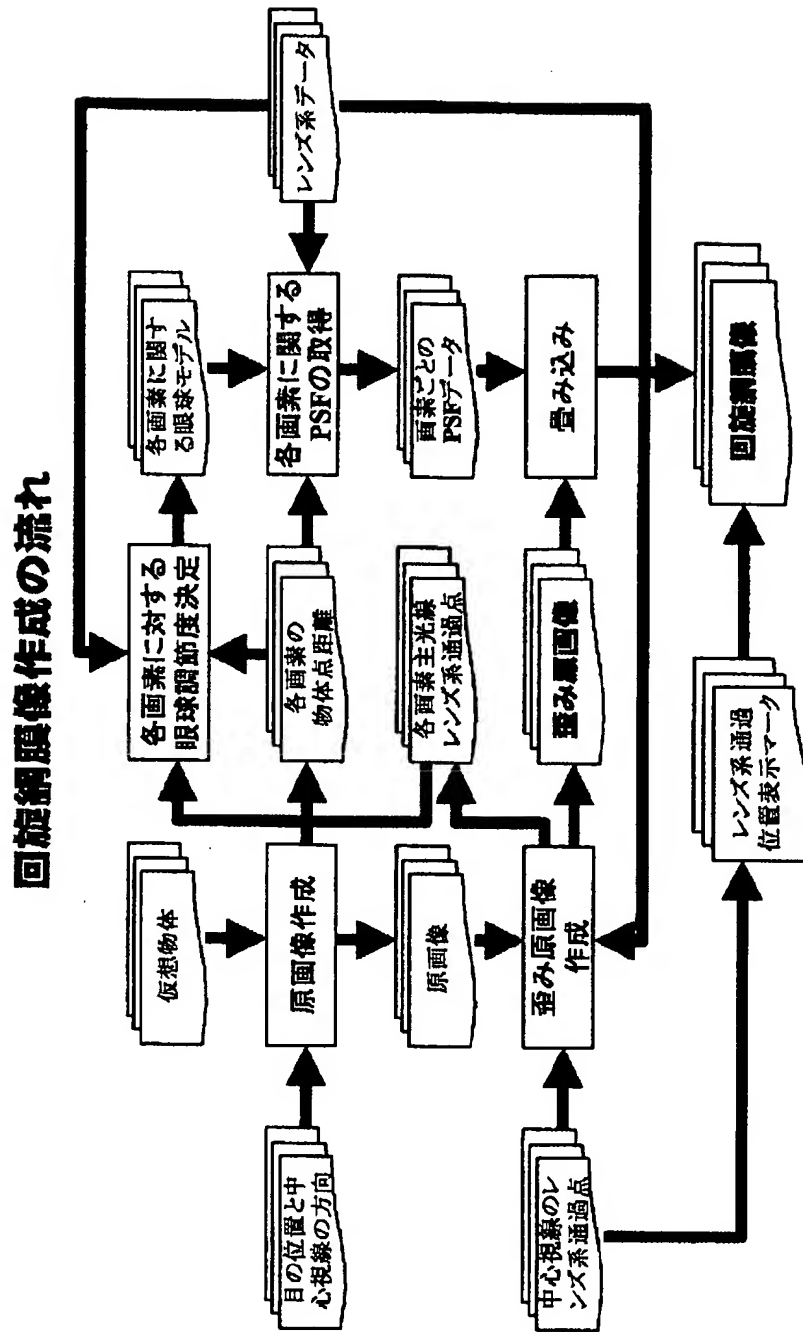 回旋網膜像作成の流れ
目の位置と中
心視線の方向
中心視線のレ
ンズ系通過点
仮想物体
原画像作成
原画像
歪み原画像
作成
各画素に対する
眼球調節度決定
各画素の
物体点距離
各画素主光線
レンズ系通過点
歪み原画像
レンズ系通過
位置表示マーク
各画素に関す
る眼球モデル
各画素に関する
PSFの取得
画素ごとの
PSFデータ
畳み込み
回旋網膜像
レンズ系データ